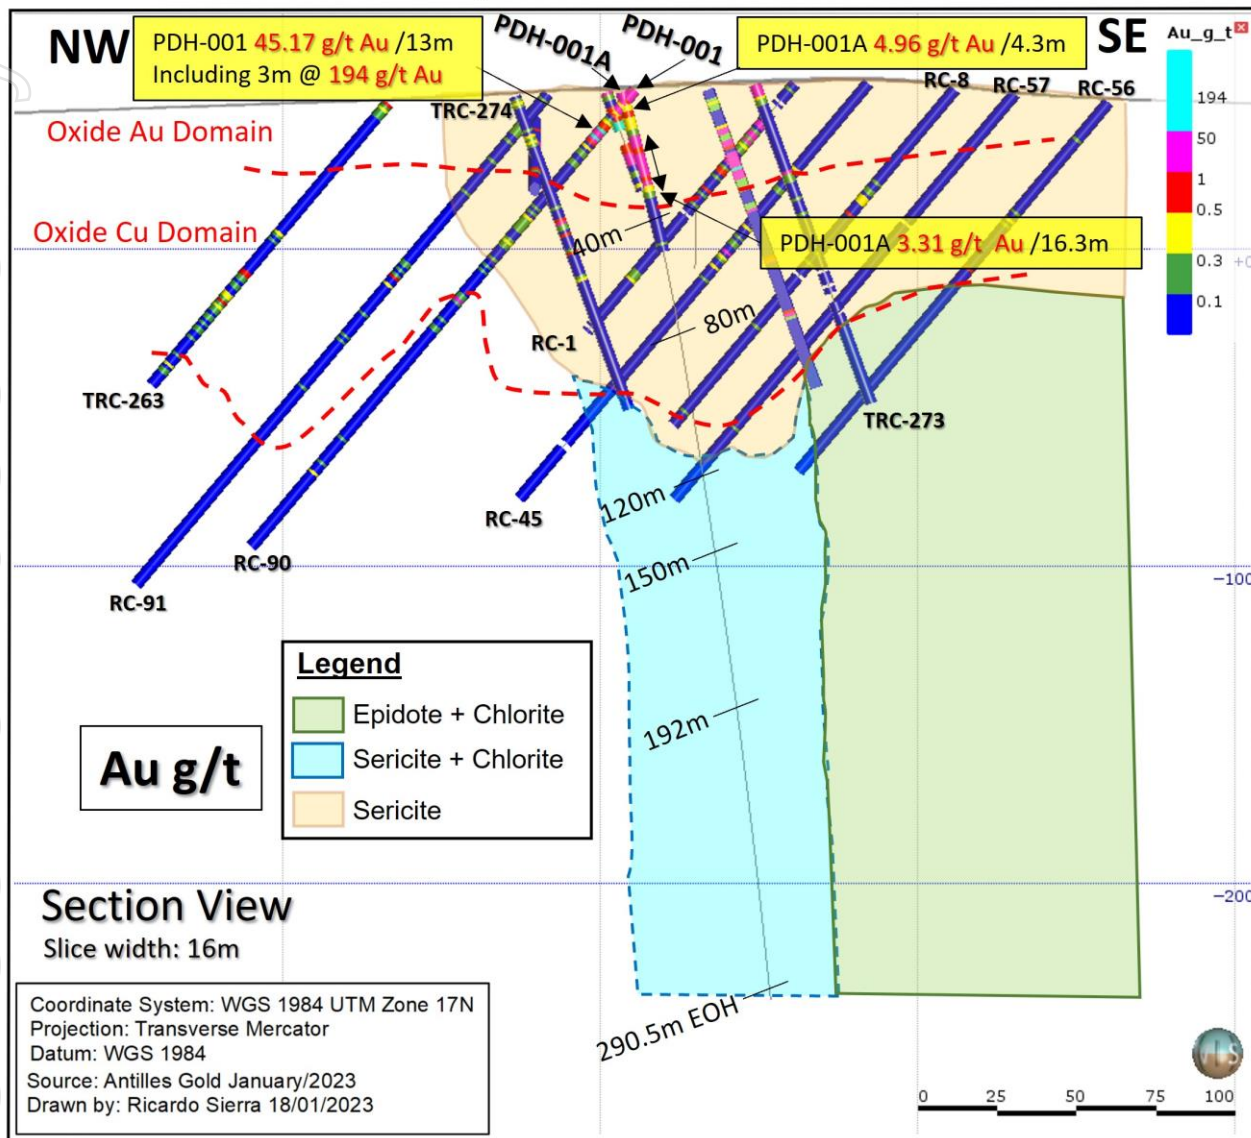 NW
PDH-001 45.17 g/t Au /13m
Including 3m @ 194 g/t Au
PDH-001A
PDH-001
PDH-001A 4.96 g/t Au /4.3m
SE
Au_g_t
194
50
1
0.5
0.3
0.1
Oxide Au Domain
TRC-274
RC-8
RC-57
RC-56
Oxide Cu Domain
40m
PDH-001A 3.31 g/t Au /16.3m
+0
80m
RC-1
TRC-263
TRC-273
RC-45
120m
150m
RC-90
RC-91
-100
Legend
Epidote + Chlorite
Sericite + Chlorite
Sericite
Au g/t
192m
-200
Section View
Slice width: 16m
290.5m EOH
Coordinate System: WGS 1984 UTM Zone 17N
Projection: Transverse Mercator
Datum: WGS 1984
Source: Antilles Gold January/2023
Drawn by: Ricardo Sierra 18/01/2023
0 25 50 75 100